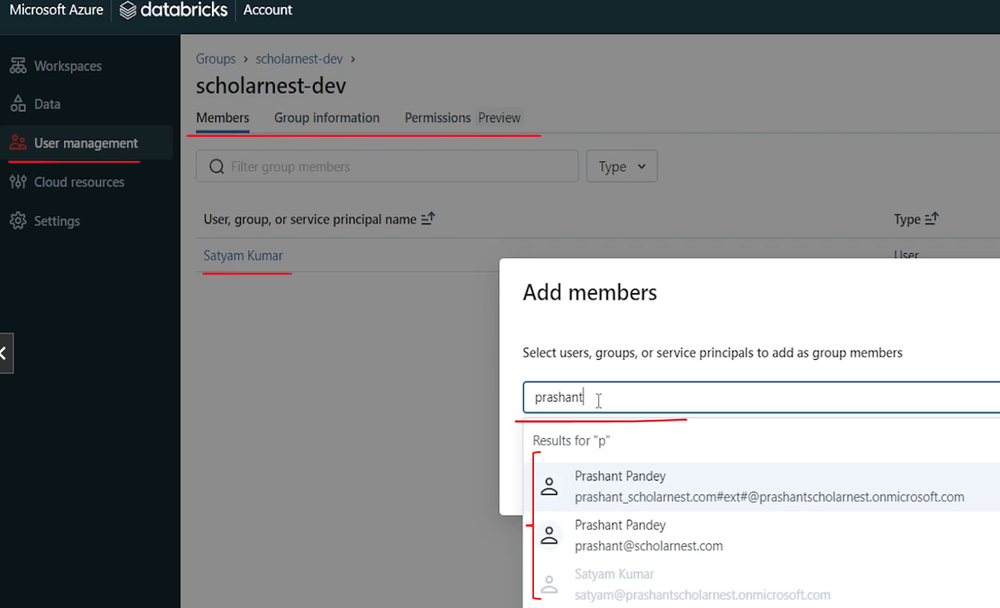 Microsoft Azure databricks Account
Workspaces
Data
User management
Cloud resources
Settings
Groups › scholarnest-dev ›
scholarnest-dev
Members Group information Permissions Preview
Filter group members Type
User, group, or service principal name Type
Satyam Kumar User
Add members
Select users, groups, or service principals to add as group members
prashant
Results for "p"
Prashant Pandey
prashant_scholarnest.com#ext#@prashantscholarnest.onmicrosoft.com
Prashant Pandey
prashant@scholarnest.com
Satyam Kumar
satyam@prashantscholarnest.onmicrosoft.com